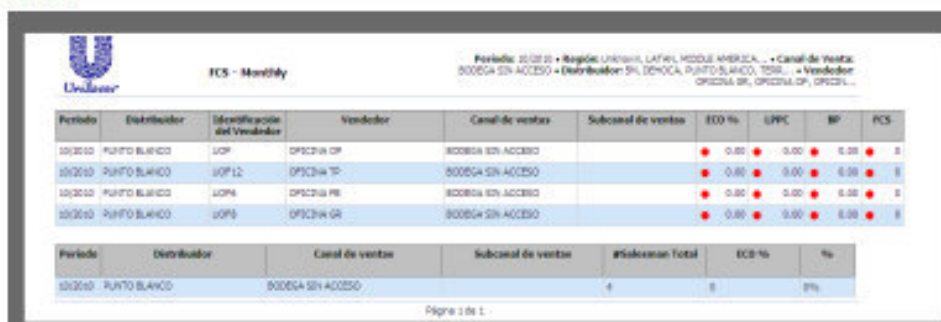 Unilever
FCS - Monthly
Periodo: 10/2010 • Región: Unknown, LATAM, MIDDLE AMERICA,... • Canal de Venta:
BODEGA SIN ACCESO • Distribuidor: SN, DEMOCA, PUNTO BLANCO, TERR,... • Vendedor:
OFICINA GR, OFICINA OP, OFICIN...
Periodo Distribuidor Identificación del Vendedor Vendedor Canal de ventas Subcanal de ventas ECO % LPPC BP FCS
10/2010 PUNTO BLANCO UOP OFICINA OP BODEGA SIN ACCESO 0.00 0.00 0.00 0
10/2010 PUNTO BLANCO UOP12 OFICINA TP BODEGA SIN ACCESO 0.00 0.00 0.00 0
10/2010 PUNTO BLANCO OFICINA BODEGA SIN ACCESO 0.00 0.00 0.00 0
10/2010 PUNTO BLANCO OFICINA GR BODEGA SIN ACCESO 0.00 0.00 0.00 0
Periodo Distribuidor Canal de ventas Subcanal de ventas #Salesman Total ECO % %
10/2010 PUNTO BLANCO BODEGA SIN ACCESO 4 0 0%
Página 1 de 1